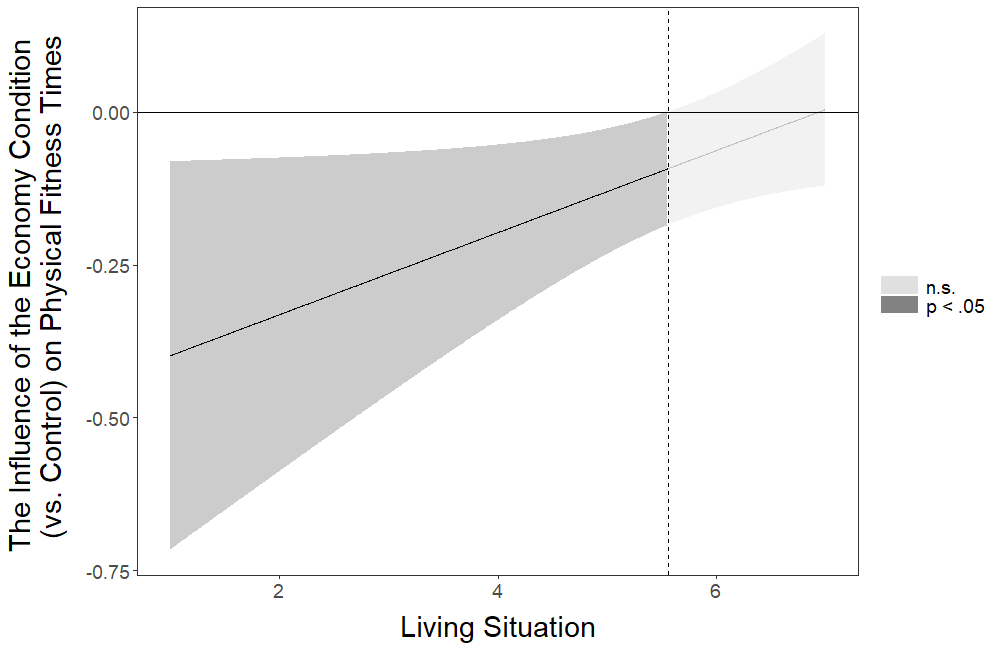 The Influence of the Economy Condition
(vs. Control) on Physical Fitness Times
0.00
-0.25
-0.50
-0.75
2
4
6
Living Situation
n.s.
p < .05